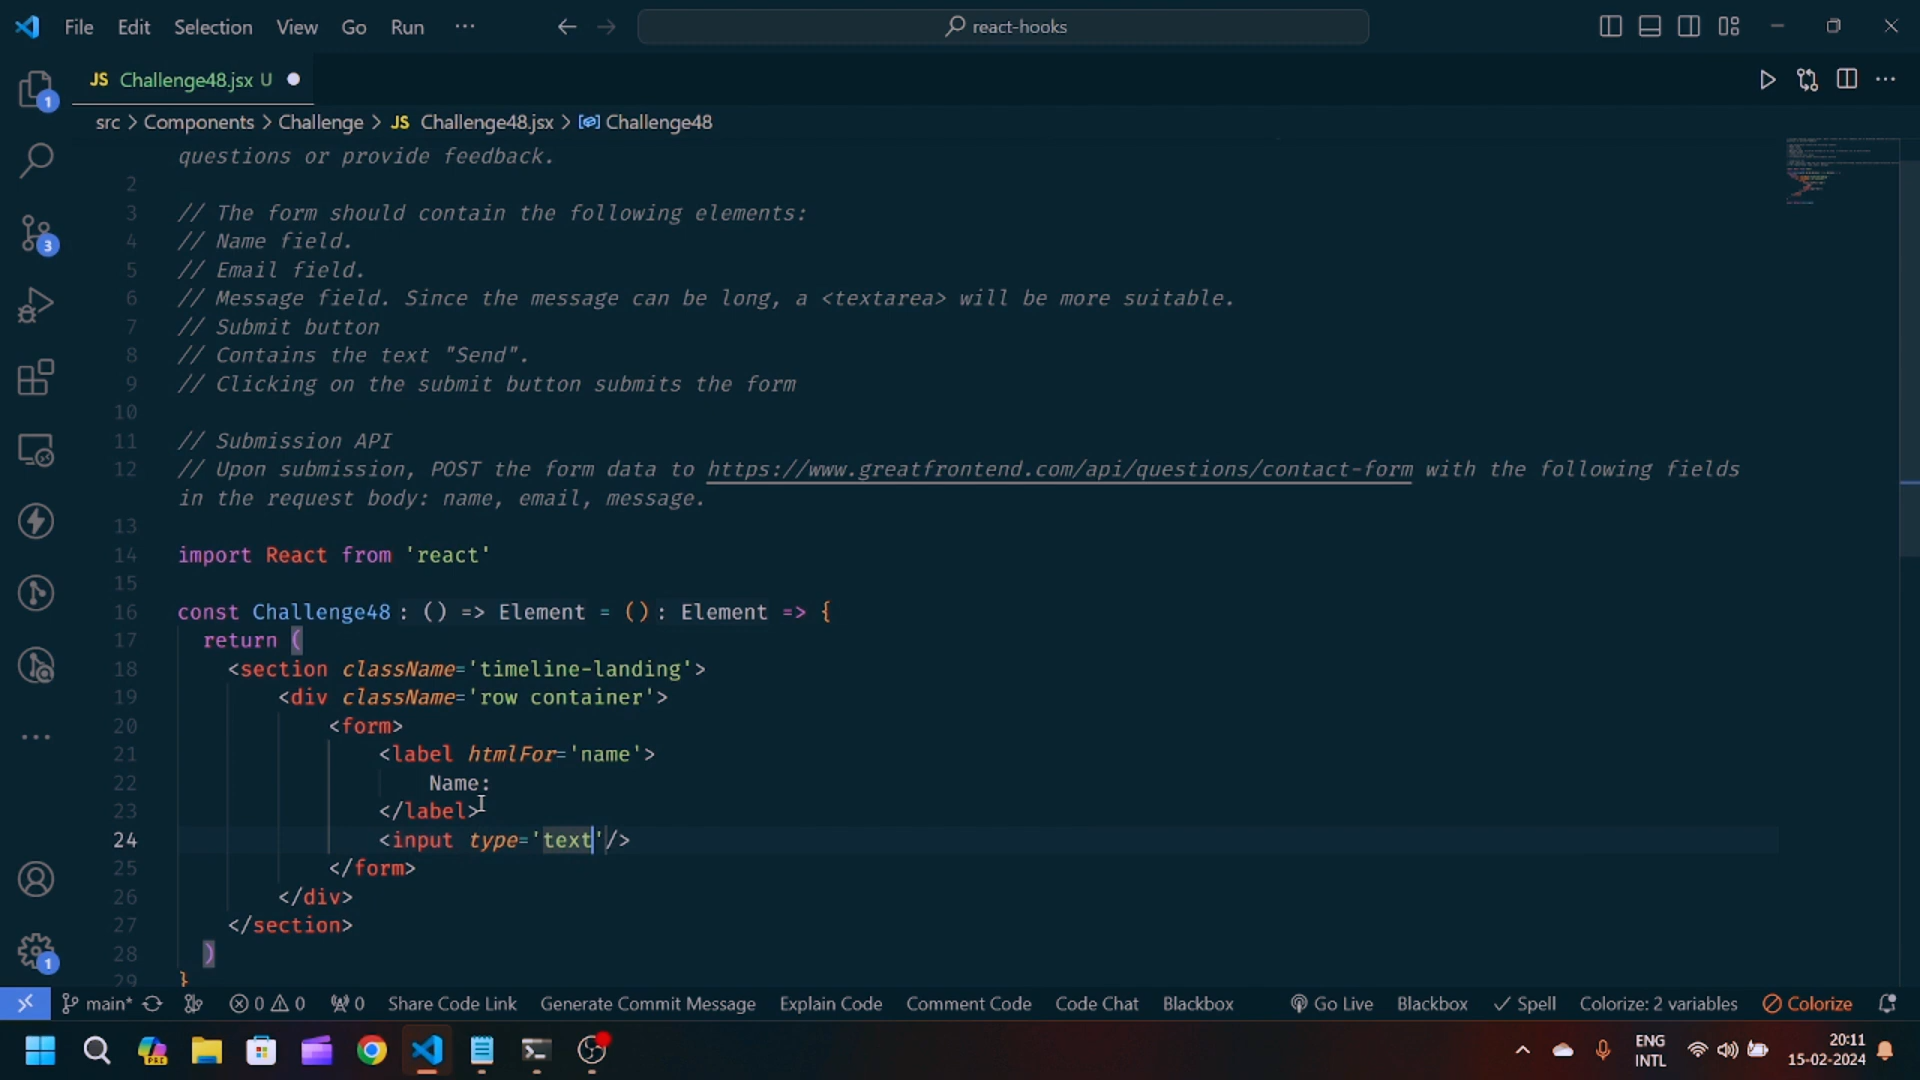 File Edit Selection View Go Run ··· react-hooks
JS Challenge48.jsx U
src > Components > Challenge > JS Challenge48.jsx > Challenge48
questions or provide feedback.
2
3 // The form should contain the following elements:
4 // Name field.
5 // Email field.
6 // Message field. Since the message can be long, a <textarea> will be more suitable.
7 // Submit button
8 // Contains the text "Send".
9 // Clicking on the submit button submits the form
10
11 // Submission API
12 // Upon submission, POST the form data to https://www.greatfrontend.com/api/questions/contact-form with the following fields
in the request body: name, email, message.
13
14 import React from 'react'
15
16 const Challenge48: () => Element = (): Element => {
17 return (
18 <section className='timeline-landing'>
19 <div className='row container'>
20 <form>
21 <label htmlFor='name'>
22 Name:
23 </label>
24 <input type='text'/>
25 </form>
26 </div>
27 </section>
28 )
29 }
1
3
1
main* 0 0 0 Share Code Link Generate Commit Message Explain Code Comment Code Code Chat Blackbox Go Live Blackbox Spell Colorize: 2 variables Colorize
PRE
ENG 20:11
INTL 15-02-2024